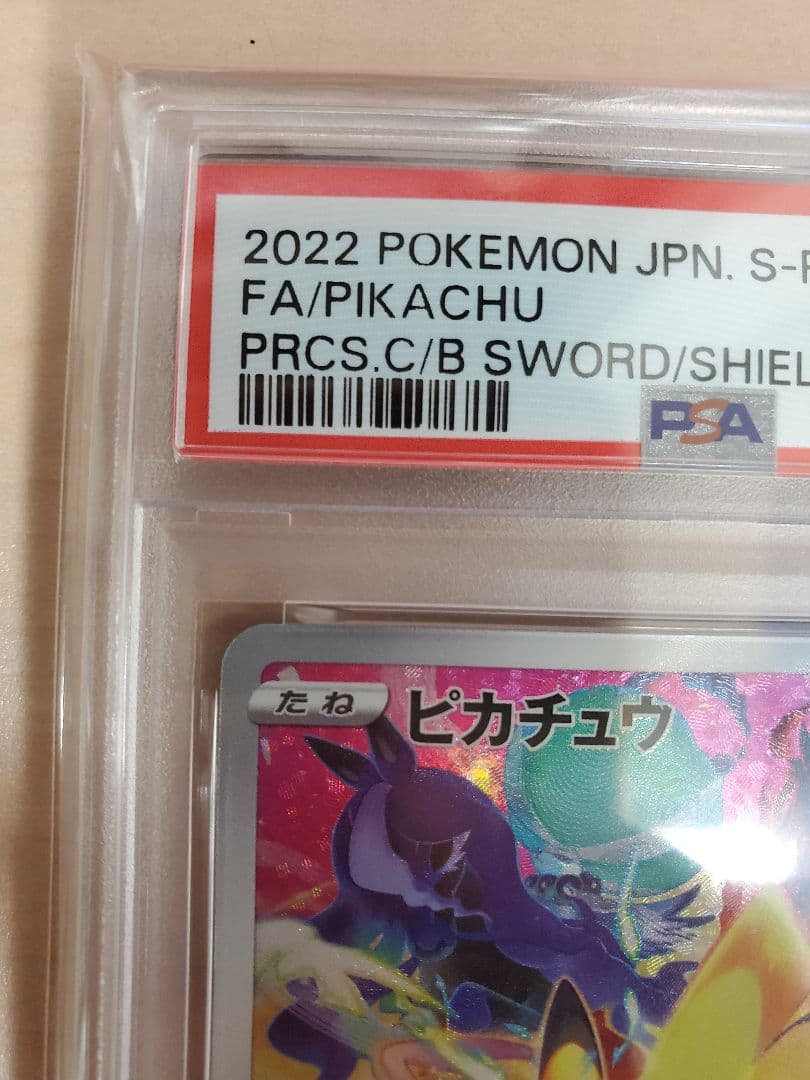 2022 POKEMON JPN. S-P
FA/PIKACHU
PRCS.C/B SWORD/SHIEL
PSA
たね ピカチュウ